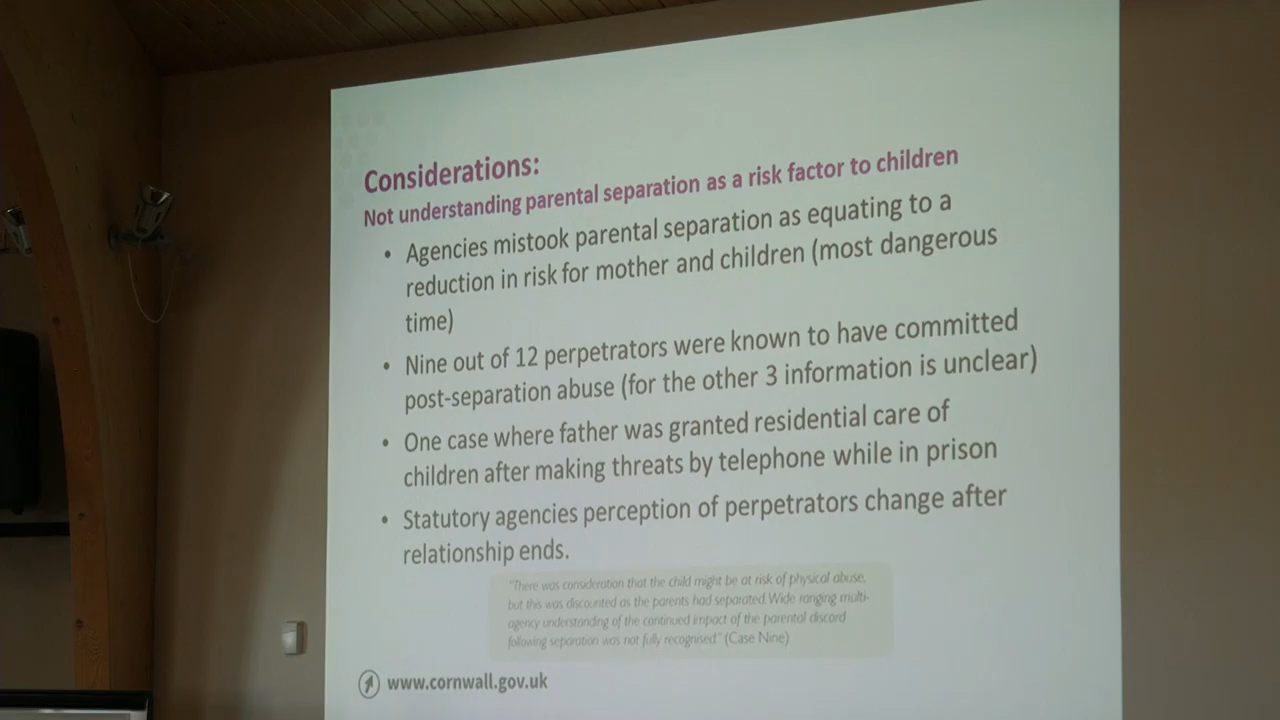 Considerations:
Not understanding parental separation as a risk factor to children
• Agencies mistook parental separation as equating to a
reduction in risk for mother and children (most dangerous
time)
• Nine out of 12 perpetrators were known to have committed
post-separation abuse (for the other 3 information is unclear)
• One case where father was granted residential care of
children after making threats by telephone while in prison
• Statutory agencies perception of perpetrators change after
relationship ends.
"There was consideration that the child might be at risk of physical abuse,
but this was discounted as the parents had separated. Wide ranging multi-
agency understanding of the continued impact of the parental discord
following separation was not fully recognised." (Case Nine)
www.cornwall.gov.uk